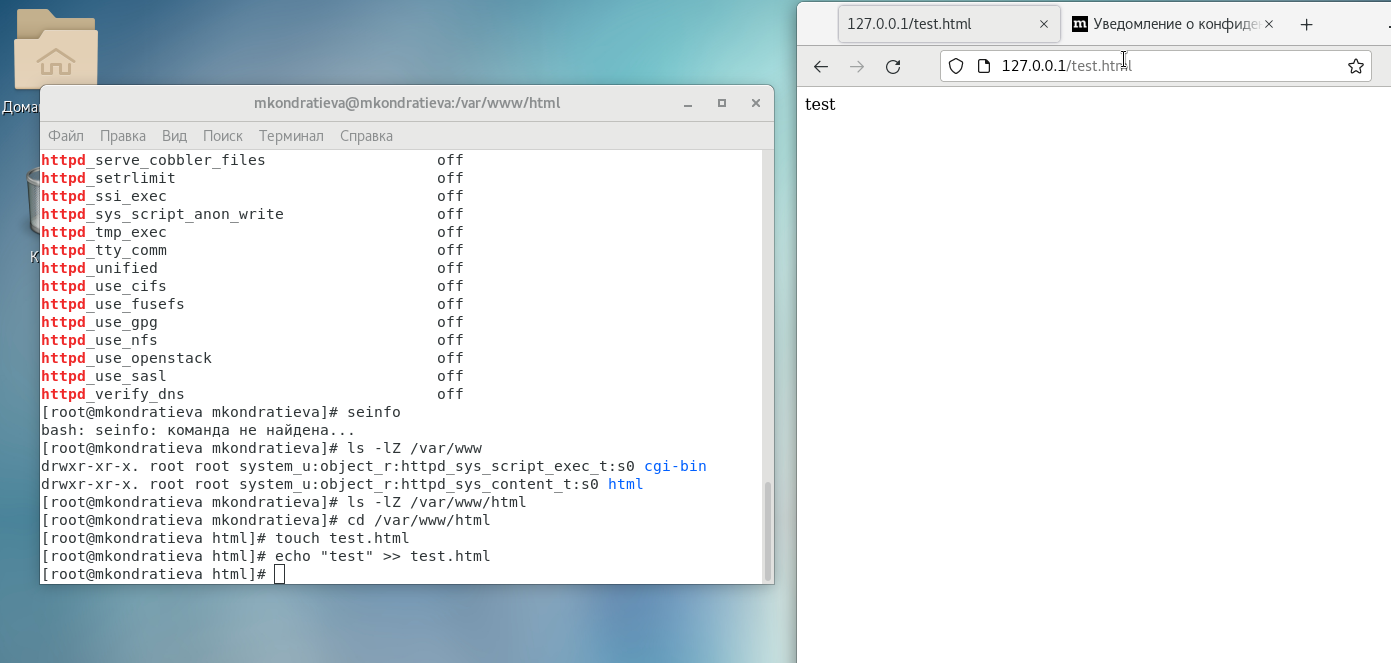 Дома
К
mkondratieva@mkondratieva:/var/www/html
Файл Правка Вид Поиск Терминал Справка
httpd_serve_cobbler_files off
httpd_setrlimit off
httpd_ssi_exec off
httpd_sys_script_anon_write off
httpd_tmp_exec off
httpd_tty_comm off
httpd_unified off
httpd_use_cifs off
httpd_use_fusefs off
httpd_use_gpg off
httpd_use_nfs off
httpd_use_openstack off
httpd_use_sasl off
httpd_verify_dns off
[root@mkondratieva mkondratieva]# seinfo
bash: seinfo: команда не найдена...
[root@mkondratieva mkondratieva]# ls -lZ /var/www
drwxr-xr-x. root root system_u:object_r:httpd_sys_script_exec_t:s0 cgi-bin
drwxr-xr-x. root root system_u:object_r:httpd_sys_content_t:s0 html
[root@mkondratieva mkondratieva]# ls -lZ /var/www/html
[root@mkondratieva mkondratieva]# cd /var/www/html
[root@mkondratieva html]# touch test.html
[root@mkondratieva html]# echo "test" >> test.html
[root@mkondratieva html]#
127.0.0.1/test.html
m Уведомление о конфиде
127.0.0.1/test.html
test